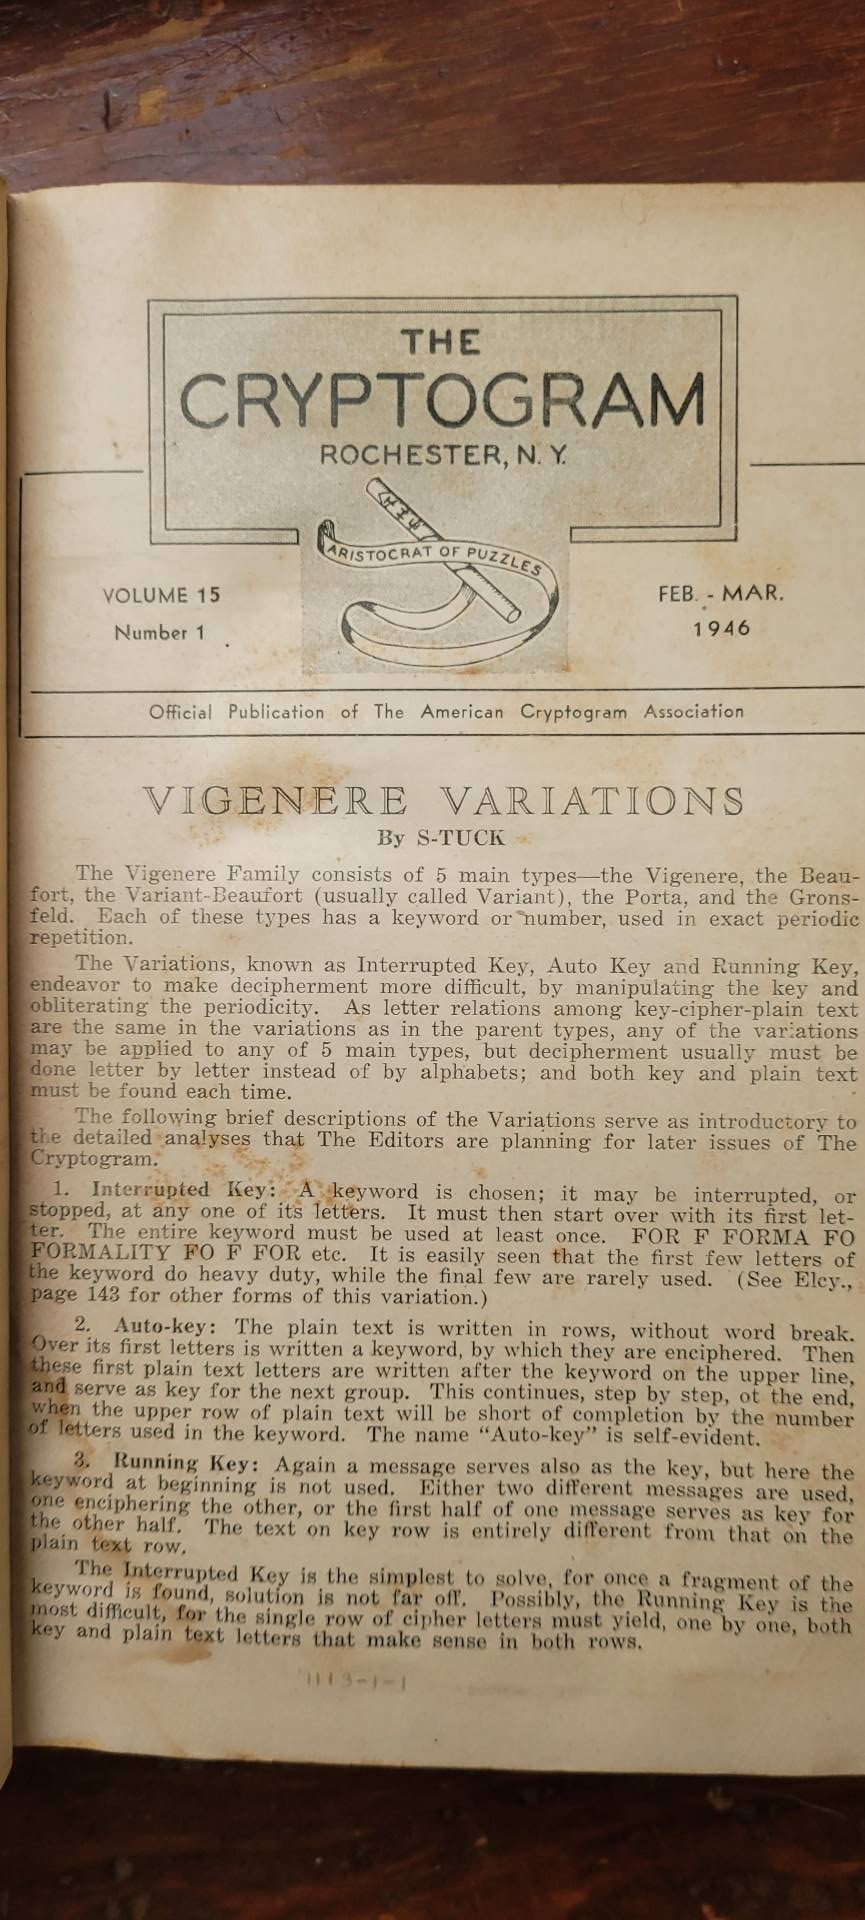 THE
CRYPTOGRAM
ROCHESTER, N. Y.
ARISTOCRAT OF PUZZLES
VOLUME 15
Number 1
FEB. - MAR.
1946
Official Publication of The American Cryptogram Association
VIGENERE VARIATIONS
By S-TUCK
The Vigenere Family consists of 5 main types—the Vigenere, the Beau-
fort, the Variant-Beaufort (usually called Variant), the Porta, and the Grons-
feld. Each of these types has a keyword or number, used in exact periodic
repetition.
The Variations, known as Interrupted Key, Auto Key and Running Key,
endeavor to make decipherment more difficult, by manipulating the key and
obliterating the periodicity. As letter relations among key-cipher-plain text
are the same in the variations as in the parent types, any of the variations
may be applied to any of 5 main types, but decipherment usually must be
done letter by letter instead of by alphabets; and both key and plain text
must be found each time.
The following brief descriptions of the Variations serve as introductory to
the detailed analyses that The Editors are planning for later issues of The
Cryptogram.
1. Interrupted Key: A keyword is chosen; it may be interrupted, or
stopped, at any one of its letters. It must then start over with its first let-
ter. The entire keyword must be used at least once. FOR F FORMA FO
FORMALITY FO F FOR etc. It is easily seen that the first few letters of
the keyword do heavy duty, while the final few are rarely used. (See Elcy.,
page 143 for other forms of this variation.)
2. Auto-key: The plain text is written in rows, without word break.
Over its first letters is written a keyword, by which they are enciphered. Then
these first plain text letters are written after the keyword on the upper line,
and serve as key for the next group. This continues, step by step, ot the end,
when the upper row of plain text will be short of completion by the number
of letters used in the keyword. The name “Auto-key” is self-evident.
3. Running Key: Again a message serves also as the key, but here the
keyword at beginning is not used. Either two different messages are used,
one enciphering the other, or the first half of one message serves as key for
the other half. The text on key row is entirely different from that on the
plain text row.
The Interrupted Key is the simplest to solve, for once a fragment of the
keyword is found, solution is not far off. Possibly, the Running Key is the
most difficult, for the single row of cipher letters must yield, one by one, both
key and plain text letters that make sense in both rows.